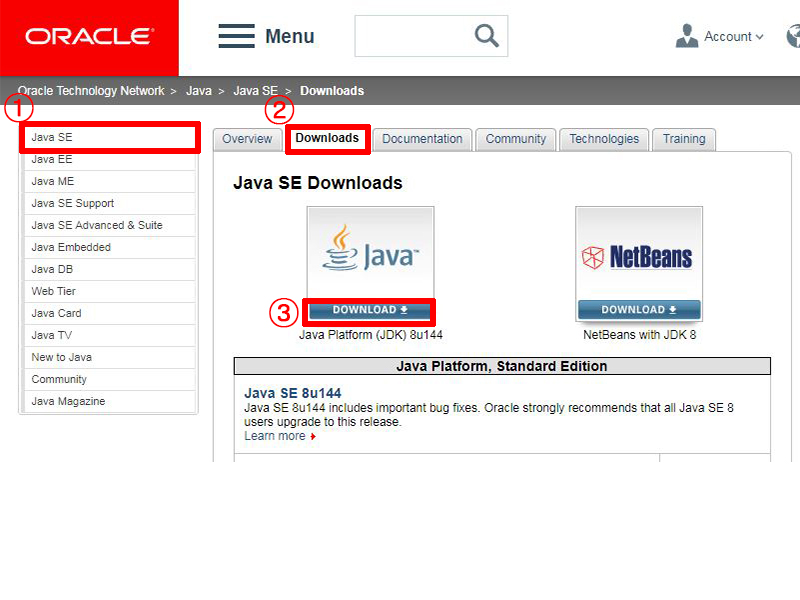 ORACLE
Menu
Account
Oracle Technology Network > Java > Java SE > Downloads
①
②
Java SE
Java EE
Java ME
Java SE Support
Java SE Advanced & Suite
Java Embedded
Java DB
Web Tier
Java Card
Java TV
New to Java
Community
Java Magazine
Overview Downloads Documentation Community Technologies Training
Java SE Downloads
Java™
NetBeans
③
DOWNLOAD
DOWNLOAD
Java Platform (JDK) 8u144
NetBeans with JDK 8
Java Platform, Standard Edition
Java SE 8u144
Java SE 8u144 includes important bug fixes. Oracle strongly recommends that all Java SE 8
users upgrade to this release.
Learn more